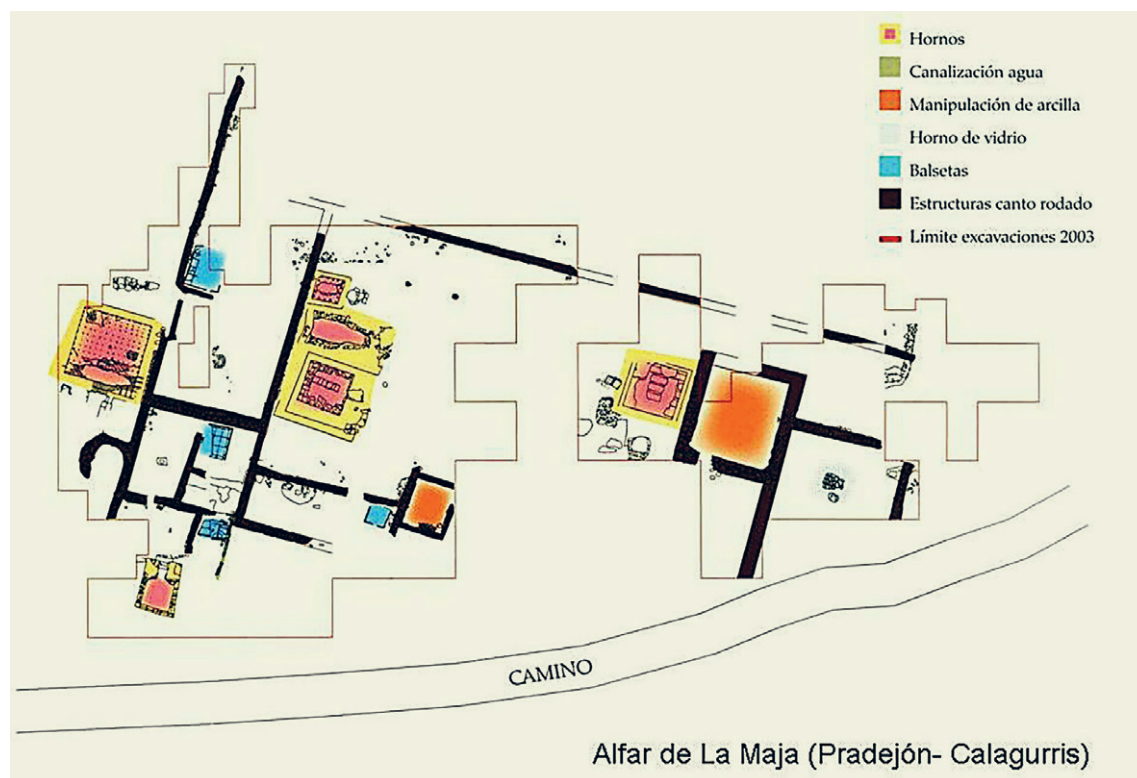 Hornos
Canalización agua
Manipulación de arcilla
Horno de vidrio
Balsetas
Estructuras canto rodado
Límite excavaciones 2003
CAMINO
Alfar de La Maja (Pradejón- Calagurris)